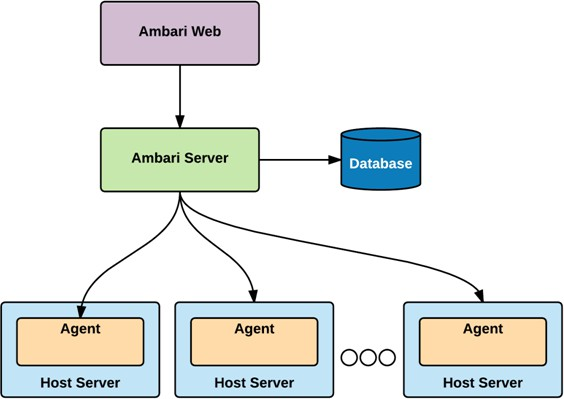 Ambari Web
Ambari Server
Database
Agent
Agent
Agent
Host Server
Host Server
Host Server